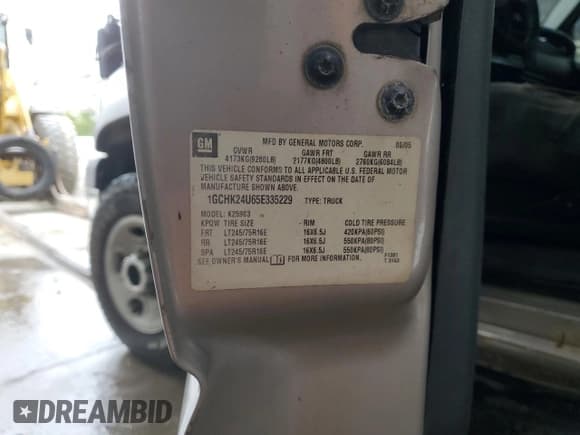 GM
MFD BY GENERAL MOTORS CORP. 05/05
GVWR GAWR FRT GAWR RR
4173KG(9200LB) 2177KG(4800LB) 2760KG(6084LB)
THIS VEHICLE CONFORMS TO ALL APPLICABLE U.S. FEDERAL MOTOR
VEHICLE SAFETY STANDARDS IN EFFECT ON THE DATE OF
MANUFACTURE SHOWN ABOVE.
1GCHK24U65E335229 TYPE: TRUCK
MODEL: K25903
KPDW TIRE SIZE RIM COLD TIRE PRESSURE
FRT LT245/75R16E 16X6.5J 420KPA(60PSI)
RR LT245/75R16E 16X6.5J 550KPA(80PSI)
SPA LT245/75R16E 16X6.5J 550KPA(80PSI)
SEE OWNER'S MANUAL FOR MORE INFORMATION.
DREAMBID